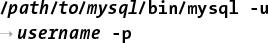 /path/to/mysql/bin/mysql -u
→ username -p